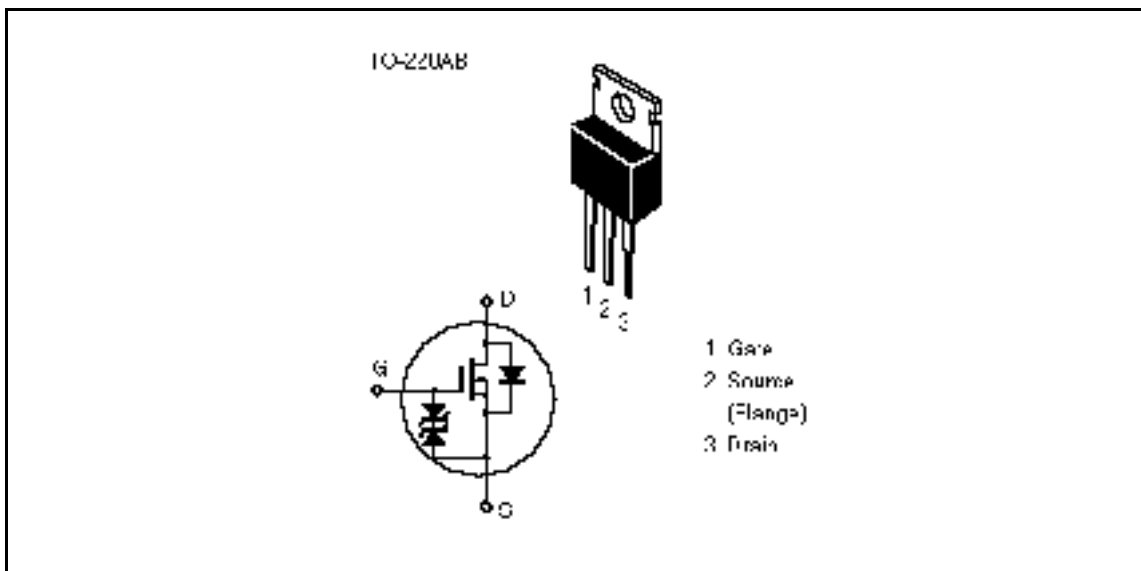 TO-220AB
1 2 3
D
G
S
1 Gate
2 Source
(Flange)
3 Drain